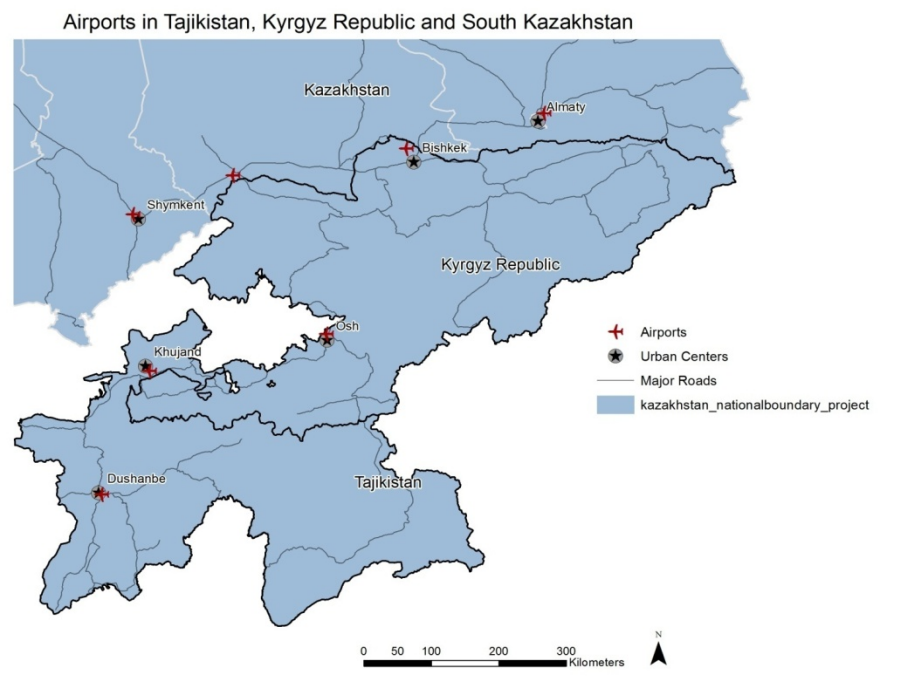 Airports in Tajikistan, Kyrgyz Republic and South Kazakhstan
Kazakhstan
Almaty
Bishkek
Shymkent
Kyrgyz Republic
Osh
Khujand
Dushanbe
Tajikistan
Airports
Urban Centers
Major Roads
kazakhstan_nationalboundary_project
N
0 50 100 200 300
Kilometers